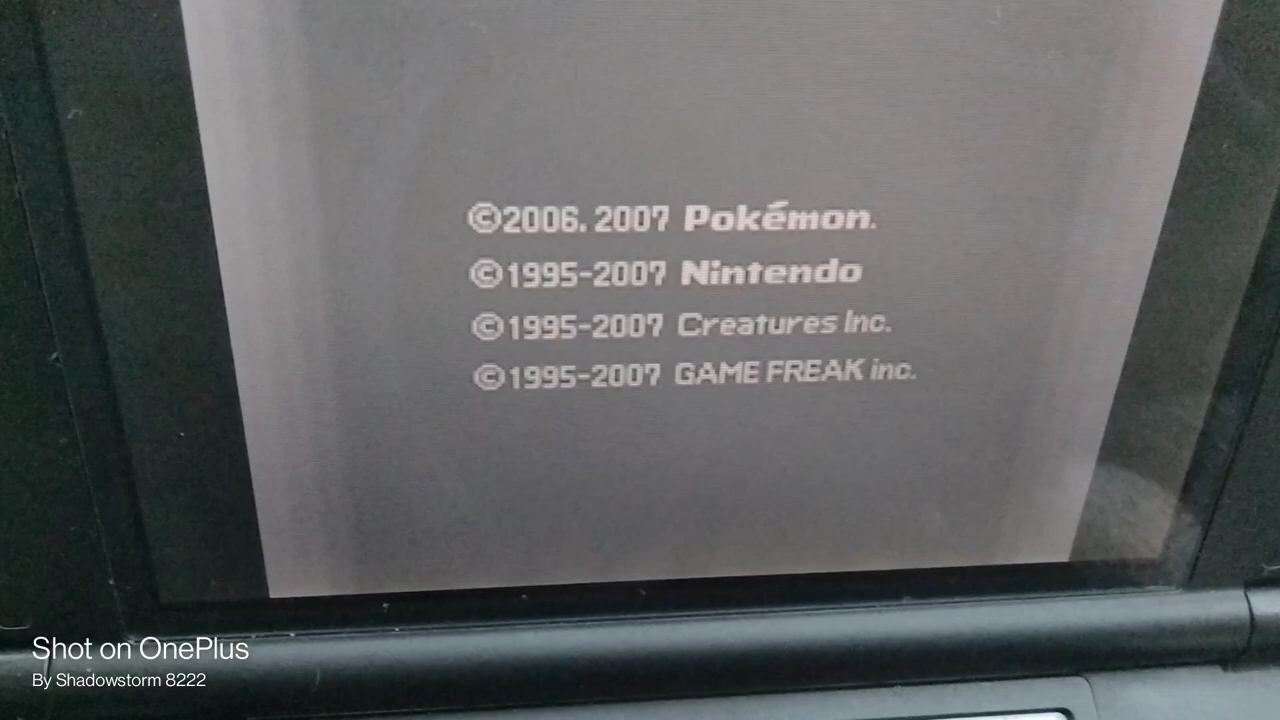 ©2006.2007 Pokémon.
©1995-2007 Nintendo
©1995-2007 Creatures Inc.
©1995-2007 GAME FREAK inc.
Shot on OnePlus
By Shadowstorm 8222